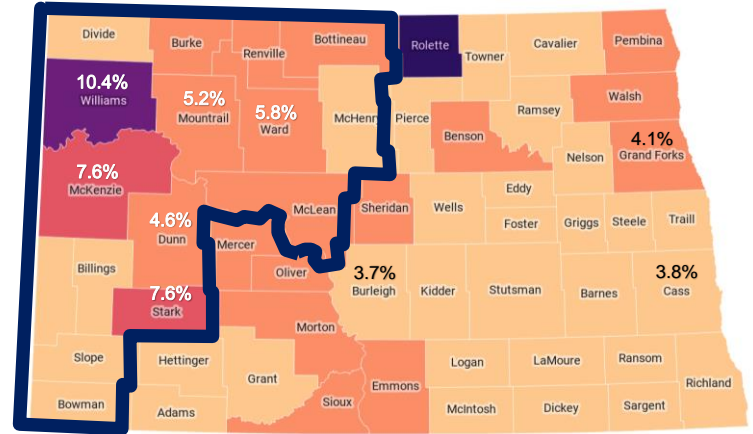 Divide
Burke
Renville
Bottineau
Rolette
Towner
Cavalier
Pembina
10.4%
Williams
5.2%
Mountrail
5.8%
Ward
McHenry
Pierce
Benson
Ramsey
Walsh
4.1%
Grand Forks
Nelson
7.6%
McKenzie
4.6%
Dunn
McLean
Sheridan
Wells
Eddy
Foster
Griggs
Steele
Traill
Mercer
Oliver
Billings
7.6%
Stark
3.7%
Burleigh
Kidder
Stutsman
Barnes
3.8%
Cass
Morton
Slope
Hettinger
Grant
Bowman
Adams
Sioux
Emmons
Logan
LaMoure
Ransom
Richland
McIntosh
Dickey
Sargent